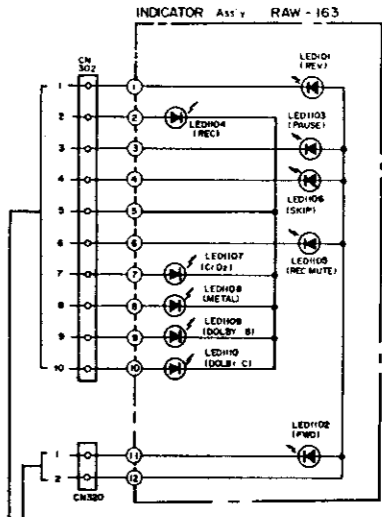 INDICATOR Ass'y RAW-163
CN
302
LED1101
(REV)
1
1
2
2
LED1104
(REC)
LED1103
(PAUSE)
3
3
4
4
LED1106
(SKIP)
5
5
6
6
LED1105
(REC MUTE)
LED1107
(CrO2)
7
7
LED1108
(METAL)
8
8
LED1109
(DOLBY B)
9
9
LED1110
(DOLBY C)
10
10
LED1102
(FWD)
1
11
2
12
CN320